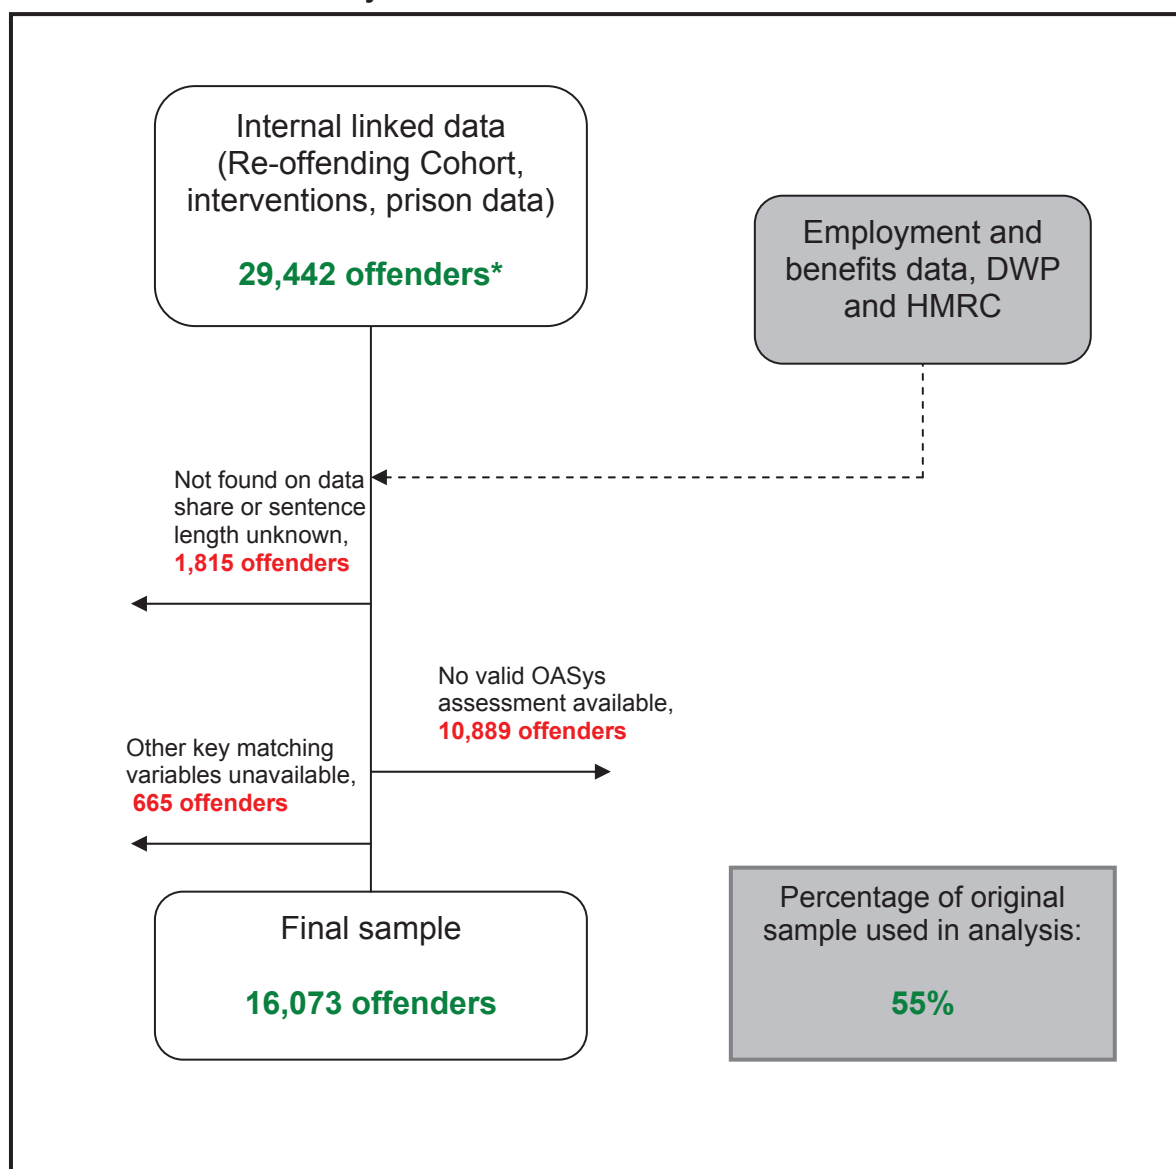 Internal linked data
(Re-offending Cohort,
interventions, prison data)
29,442 offenders*
Employment and
benefits data, DWP
and HMRC
Not found on data
share or sentence
length unknown,
1,815 offenders
No valid OASys
assessment available,
10,889 offenders
Other key matching
variables unavailable,
665 offenders
Final sample
16,073 offenders
Percentage of original
sample used in analysis:
55%